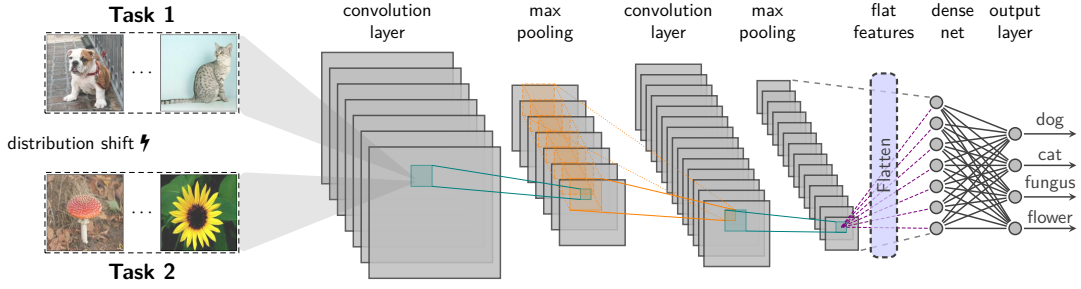 Task 1
distribution shift
Task 2
convolution
layer
max
pooling
convolution
layer
max
pooling
flat
features
dense
net
output
layer
Flatten
dog
cat
fungus
flower